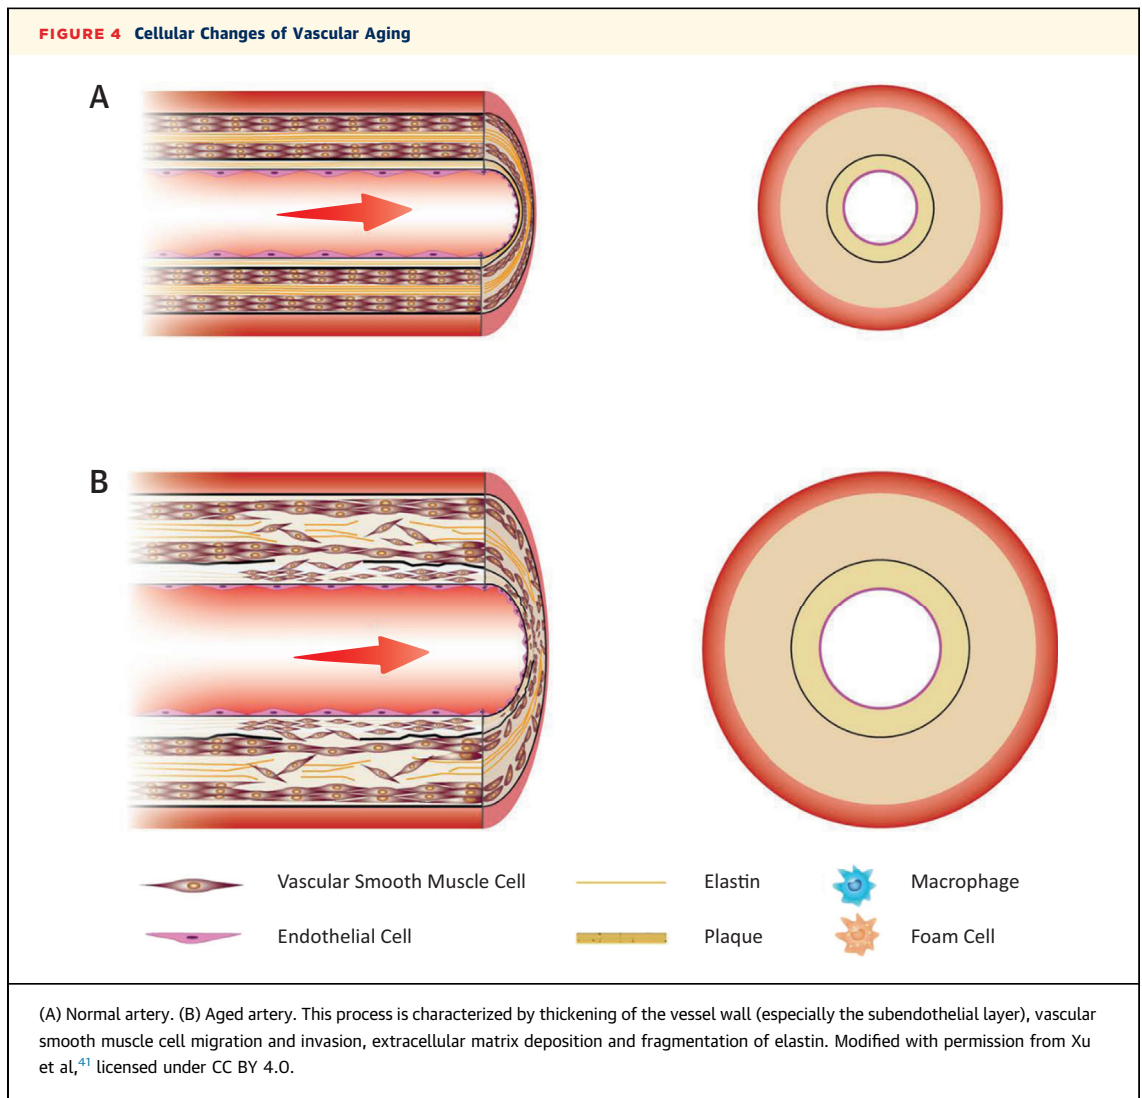 FIGURE 4 Cellular Changes of Vascular Aging
A
B
Vascular Smooth Muscle Cell
Elastin
Macrophage
Endothelial Cell
Plaque
Foam Cell
(A) Normal artery. (B) Aged artery. This process is characterized by thickening of the vessel wall (especially the subendothelial layer), vascular
smooth muscle cell migration and invasion, extracellular matrix deposition and fragmentation of elastin. Modified with permission from Xu
et al,41 licensed under CC BY 4.0.